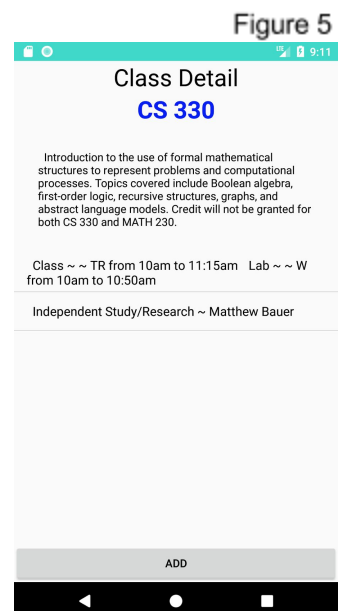 Figure 5
LTE 9:11
Class Detail
CS 330
Introduction to the use of formal mathematical
structures to represent problems and computational
processes. Topics covered include Boolean algebra,
first-order logic, recursive structures, graphs, and
abstract language models. Credit will not be granted for
both CS 330 and MATH 230.
Class ~ ~ TR from 10am to 11:15am Lab ~ ~ W
from 10am to 10:50am
Independent Study/Research ~ Matthew Bauer
ADD